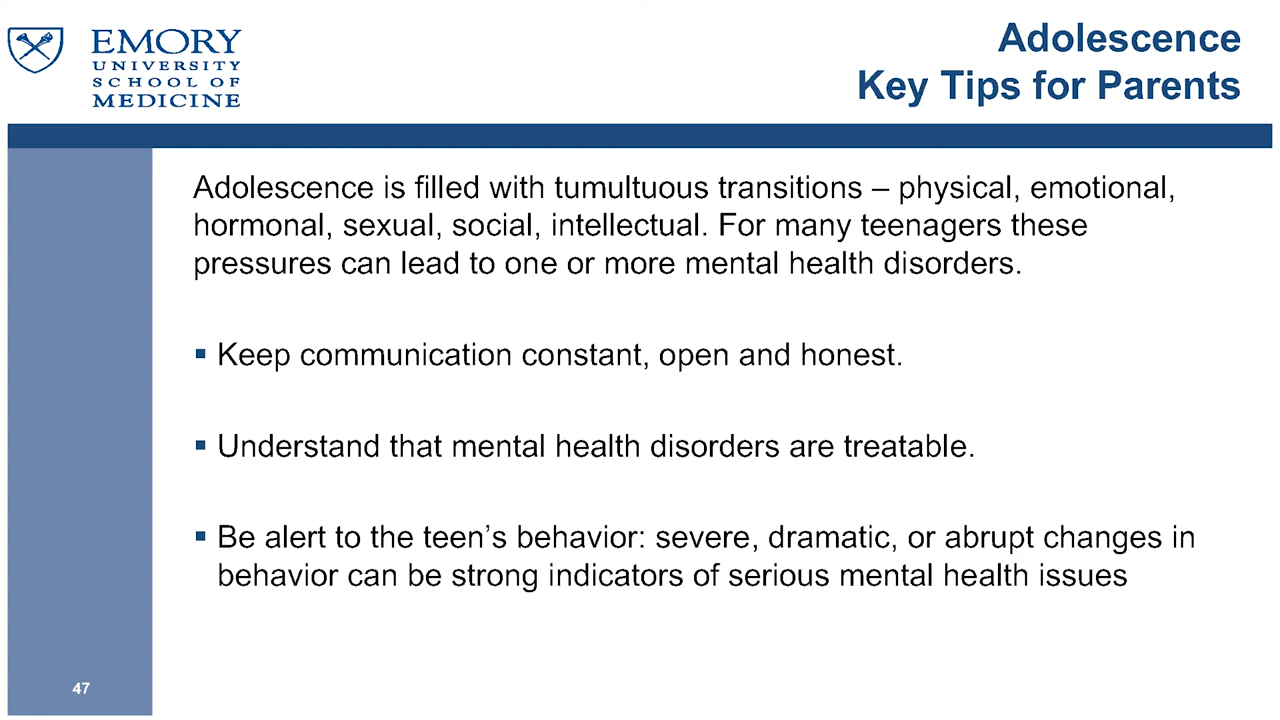 EMORY
UNIVERSITY
SCHOOL OF
MEDICINE
Adolescence
Key Tips for Parents
Adolescence is filled with tumultuous transitions – physical, emotional,
hormonal, sexual, social, intellectual. For many teenagers these
pressures can lead to one or more mental health disorders.
▪ Keep communication constant, open and honest.
▪ Understand that mental health disorders are treatable.
▪ Be alert to the teen’s behavior: severe, dramatic, or abrupt changes in
behavior can be strong indicators of serious mental health issues
47